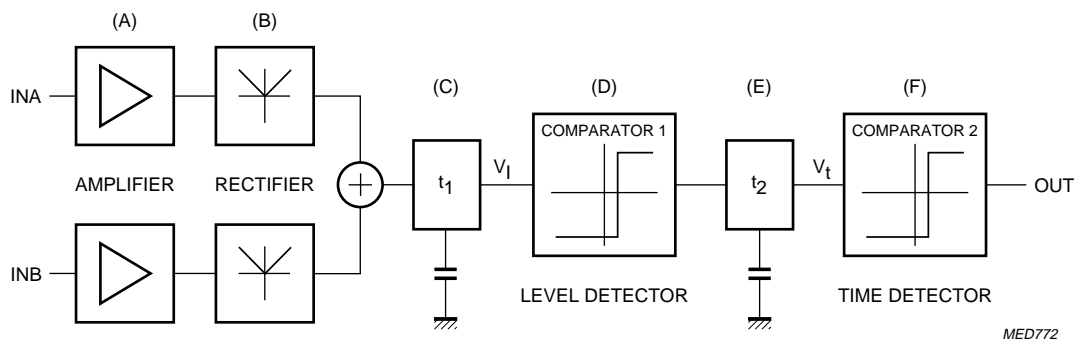 (A)
(B)
INA
(C)
(D)
(E)
(F)
COMPARATOR 1
COMPARATOR 2
AMPLIFIER
RECTIFIER
+
t1
Vl
t2
Vt
OUT
INB
LEVEL DETECTOR
TIME DETECTOR
MED772